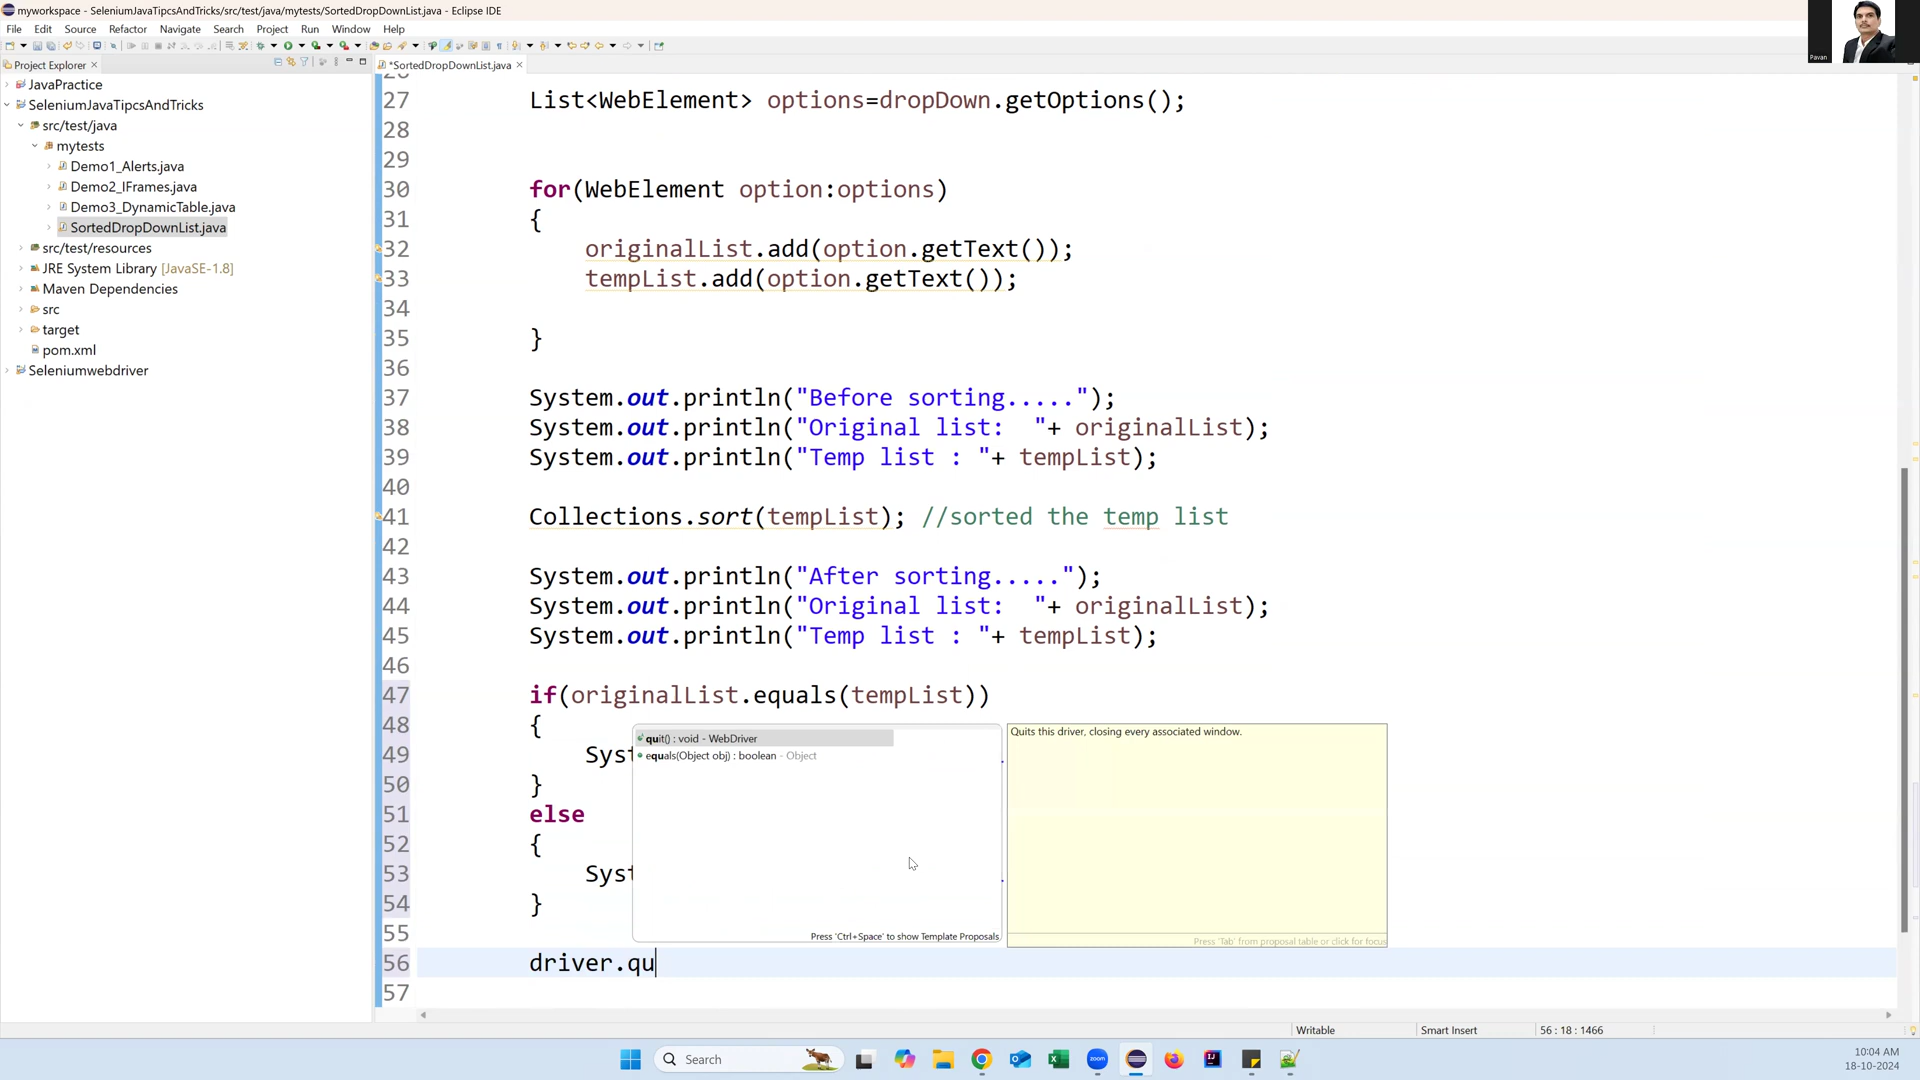 myworkspace - SeleniumJavaTipcsAndTricks/src/test/java/mytests/SortedDropDownList.java - Eclipse IDE
File Edit Source Refactor Navigate Search Project Run Window Help
Project Explorer
*SortedDropDownList.java
JavaPractice
SeleniumJavaTipcsAndTricks
src/test/java
mytests
Demo1_Alerts.java
Demo2_IFrames.java
Demo3_DynamicTable.java
SortedDropDownList.java
src/test/resources
JRE System Library [JavaSE-1.8]
Maven Dependencies
src
target
pom.xml
Seleniumwebdriver
Pavan
27 List<WebElement> options=dropDown.getOptions();
28
29
30 for(WebElement option:options)
31 {
32 originalList.add(option.getText());
33 tempList.add(option.getText());
34
35 }
36
37 System.out.println("Before sorting.....");
38 System.out.println("Original list:  "+ originalList);
39 System.out.println("Temp list : "+ tempList);
40
41 Collections.sort(tempList); //sorted the temp list
42
43 System.out.println("After sorting.....");
44 System.out.println("Original list:  "+ originalList);
45 System.out.println("Temp list : "+ tempList);
46
47 if(originalList.equals(tempList))
48 {
49 Syst
50 }
51 else
52 {
53 Syst
54 }
55
56 driver.qu
57
quit() : void - WebDriver
equals(Object obj) : boolean - Object
Press 'Ctrl+Space' to show Template Proposals
Quits this driver, closing every associated window.
Press 'Tab' from proposal table or click for focus
Writable
Smart Insert
56 : 18 : 1466
Search
zoom
10:04 AM
18-10-2024